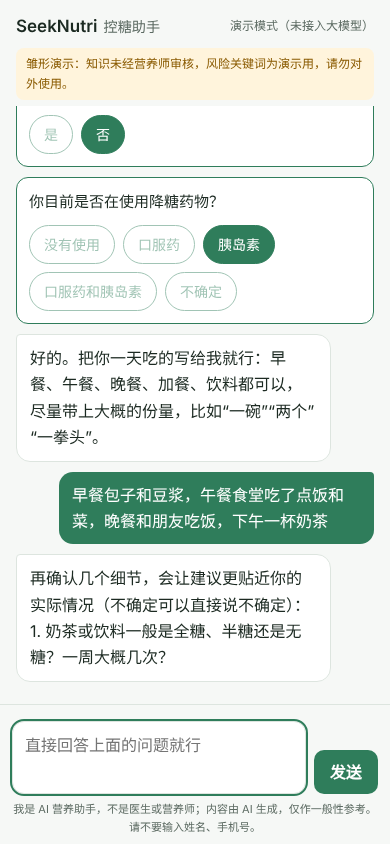 SeekNutri 控糖助手
演示模式（未接入大模型）
雏形演示：知识未经营养师审核，风险关键词为演示用，请勿对
外使用。
是
否
你目前是否在使用降糖药物？
没有使用
口服药
胰岛素
口服药和胰岛素
不确定
好的。把你一天吃的写给我就行：早
餐、午餐、晚餐、加餐、饮料都可以，
尽量带上大概的份量，比如“一碗”“两个”
“一拳头”。
早餐包子和豆浆，午餐食堂吃了点饭和
菜，晚餐和朋友吃饭，下午一杯奶茶
再确认几个细节，会让建议更贴近你的
实际情况（不确定可以直接说不确定）：
1. 奶茶或饮料一般是全糖、半糖还是无
糖？一周大概几次？
直接回答上面的问题就行
发送
我是 AI 营养助手，不是医生或营养师；内容由 AI 生成，仅作一般性参考。
请不要输入姓名、手机号。